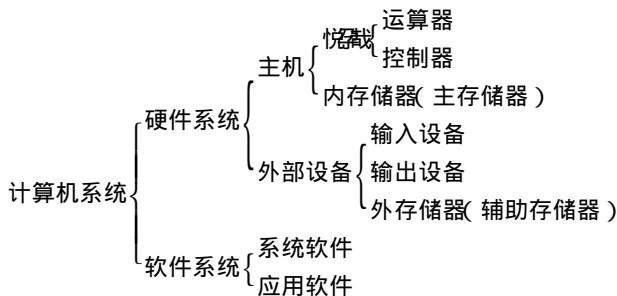 运算器
控制器
主机
内存储器(主存储器)
硬件系统
输入设备
外部设备
输出设备
计算机系统
外存储器(辅助存储器)
系统软件
软件系统
应用软件